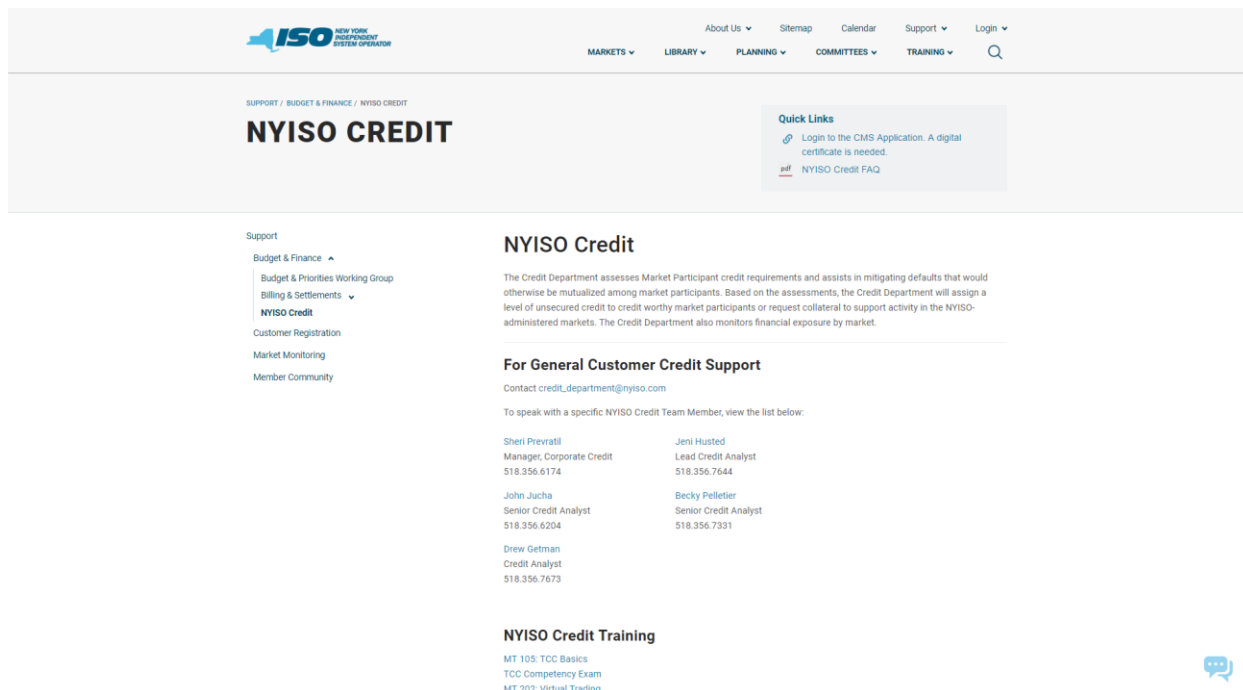 ISO NEW YORK
INDEPENDENT
SYSTEM OPERATOR
About Us Sitemap Calendar Support Login
MARKETS LIBRARY PLANNING COMMITTEES TRAINING
SUPPORT / BUDGET & FINANCE / NYISO CREDIT
NYISO CREDIT
Quick Links
Login to the CMS Application. A digital
certificate is needed.
pdf NYISO Credit FAQ
Support
Budget & Finance
Budget & Priorities Working Group
Billing & Settlements
NYISO Credit
Customer Registration
Market Monitoring
Member Community
NYISO Credit
The Credit Department assesses Market Participant credit requirements and assists in mitigating defaults that would
otherwise be mutualized among market participants. Based on the assessments, the Credit Department will assign a
level of unsecured credit to credit worthy market participants or request collateral to support activity in the NYISO-
administered markets. The Credit Department also monitors financial exposure by market.
For General Customer Credit Support
Contact credit_department@nyiso.com
To speak with a specific NYISO Credit Team Member, view the list below:
Sheri Prevratil
Manager, Corporate Credit
518.356.6174
Jeni Husted
Lead Credit Analyst
518.356.7644
John Jucha
Senior Credit Analyst
518.356.6204
Becky Pelletier
Senior Credit Analyst
518.356.7331
Drew Getman
Credit Analyst
518.356.7673
NYISO Credit Training
MT 105: TCC Basics
TCC Competency Exam
MT 202: Virtual Trading